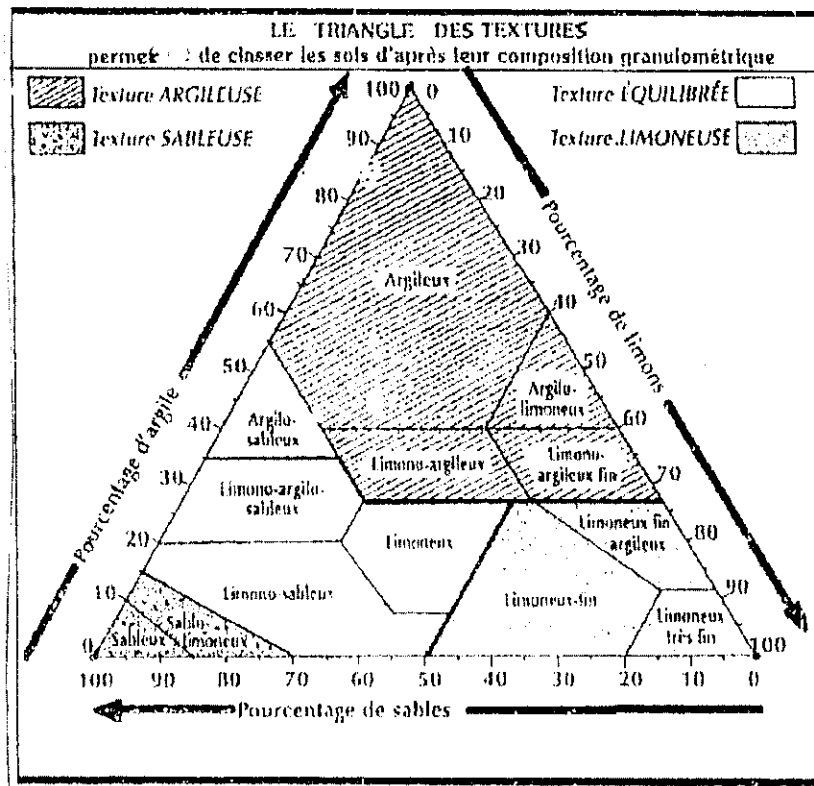 LE TRIANGLE DES TEXTURES
permet de classer les sols d'après leur composition granulométrique
Texture ARGILEUSE
Texture ÉQUILIBRÉE
Texture SABLEUSE
Texture LIMONEUSE
100 0
90 10
80 20
70 30
60 40
50 50
40 60
30 70
20 80
10 90
0 100
Pourcentage d'argile
Pourcentage de limons
Argileux
Argilo-
limoneux
Argilo-
sableux
Limono-argileux
Limono-
argileux fin
Limono-argilo-
sableux
Limoneux
Limoneux fin
argileux
Limono-sableux
Limoneux-fin
Limoneux
très fin
Sableux
Sablo-
Limoneux
100 90 80 70 60 50 40 30 20 10 0
Pourcentage de sables